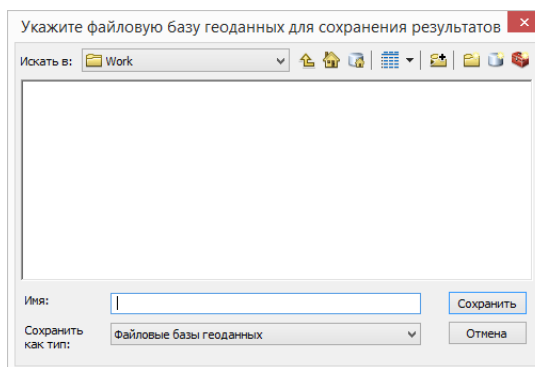 Укажите файловую базу геоданных для сохранения результатов
Искать в: Work
Имя:
Сохранить
Сохранить как тип: Файловые базы геоданных
Отмена